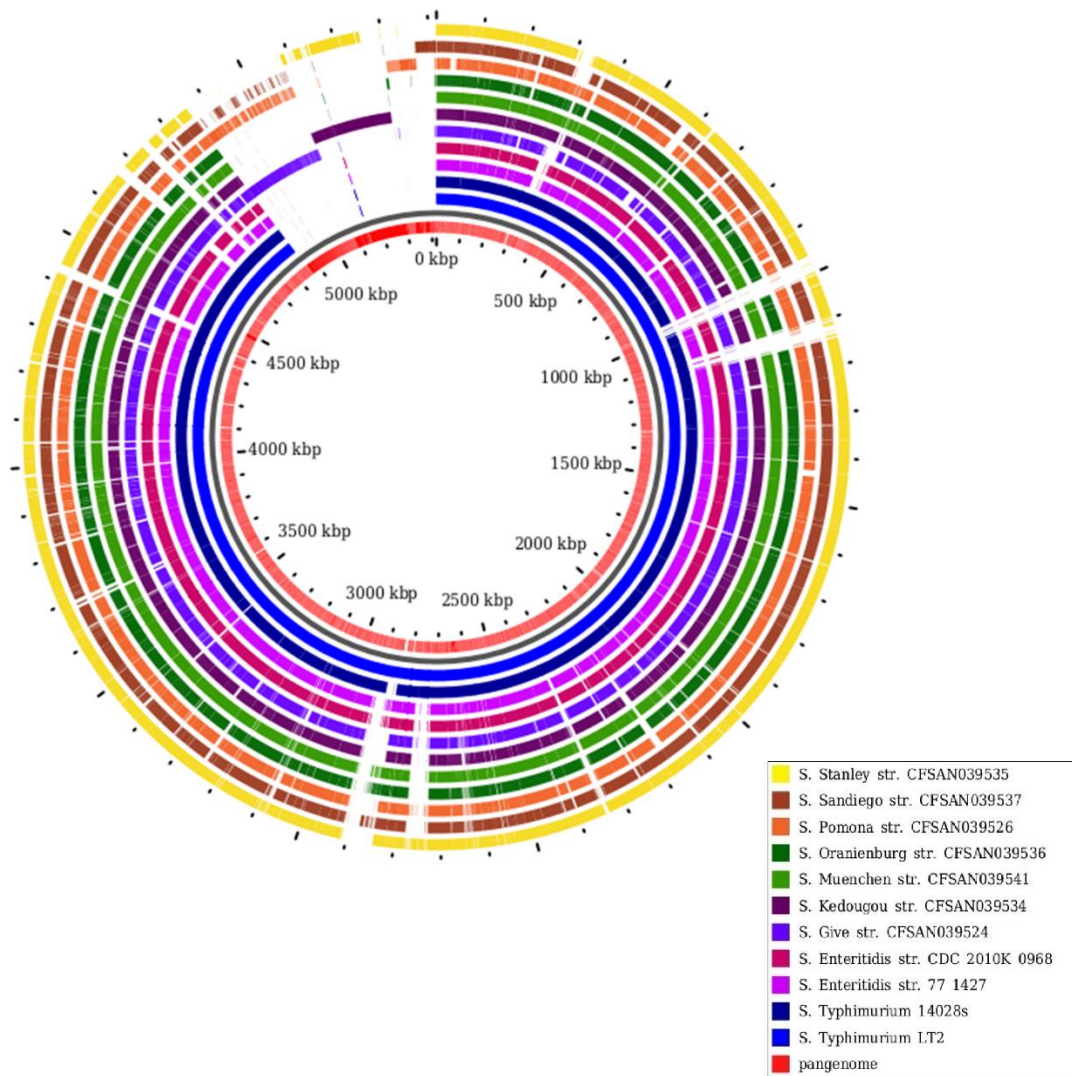 0 kbp
500 kbp
1000 kbp
1500 kbp
2000 kbp
2500 kbp
3000 kbp
3500 kbp
4000 kbp
4500 kbp
5000 kbp
S. Stanley str. CFSAN039535
S. Sandiego str. CFSAN039537
S. Pomona str. CFSAN039526
S. Oranienburg str. CFSAN039536
S. Muenchen str. CFSAN039541
S. Kedougou str. CFSAN039534
S. Give str. CFSAN039524
S. Enteritidis str. CDC 2010K 0968
S. Enteritidis str. 77 1427
S. Typhimurium 14028s
S. Typhimurium LT2
pangenome